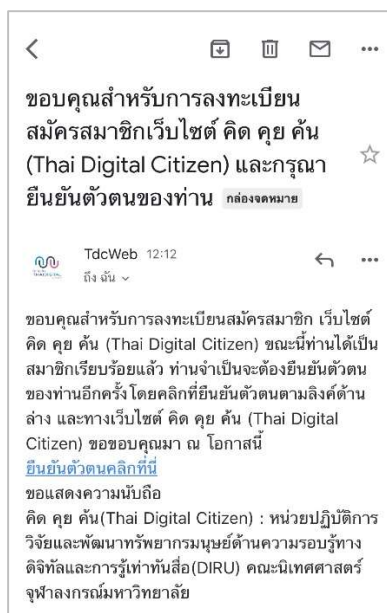 ขอบคุณสำหรับการลงทะเบียน
สมัครสมาชิกเว็บไซต์ คิด คุย ค้น
(Thai Digital Citizen) และกรุณา
ยืนยันตัวตนของท่าน กล่องจดหมาย
TdcWeb 12:12
ถึง ฉัน
ขอบคุณสำหรับการลงทะเบียนสมัครสมาชิก เว็บไซต์
คิด คุย ค้น (Thai Digital Citizen) ขณะนี้ท่านได้เป็น
สมาชิกเรียบร้อยแล้ว ท่านจำเป็นจะต้องยืนยันตัวตน
ของท่านอีกครั้ง โดยคลิกที่ยืนยันตัวตนตามลิงค์ด้าน
ล่าง และทางเว็บไซต์ คิด คุย ค้น (Thai Digital
Citizen) ขอขอบคุณมา ณ โอกาสนี้
ยืนยันตัวตนคลิกที่นี่
ขอแสดงความนับถือ
คิด คุย ค้น(Thai Digital Citizen) : หน่วยปฏิบัติการ
วิจัยและพัฒนาทรัพยากรมนุษย์ด้านความรอบรู้ทาง
ดิจิทัลและการรู้เท่าทันสื่อ(DIRU) คณะนิเทศศาสตร์
จุฬาลงกรณ์มหาวิทยาลัย